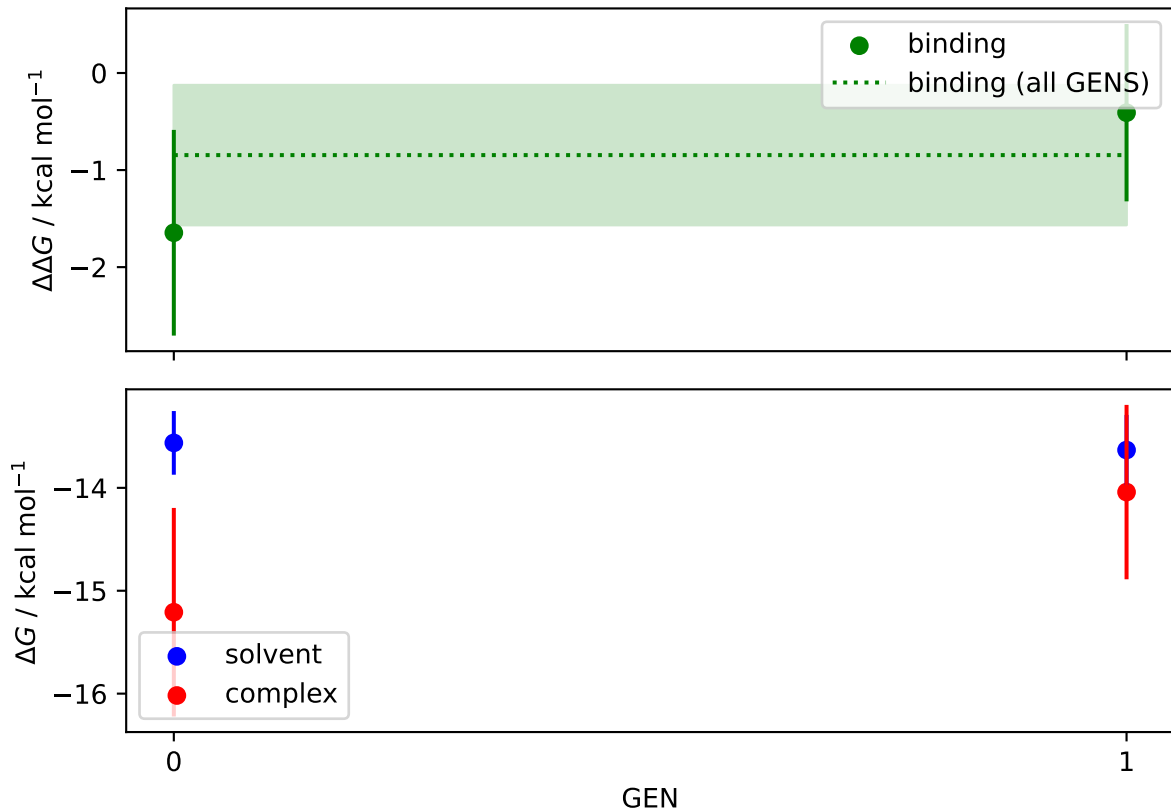 binding
binding (all GENS)
0
−1
−2
ΔΔG / kcal mol⁻¹
solvent
complex
−14
−15
−16
ΔG / kcal mol⁻¹
0 1
GEN